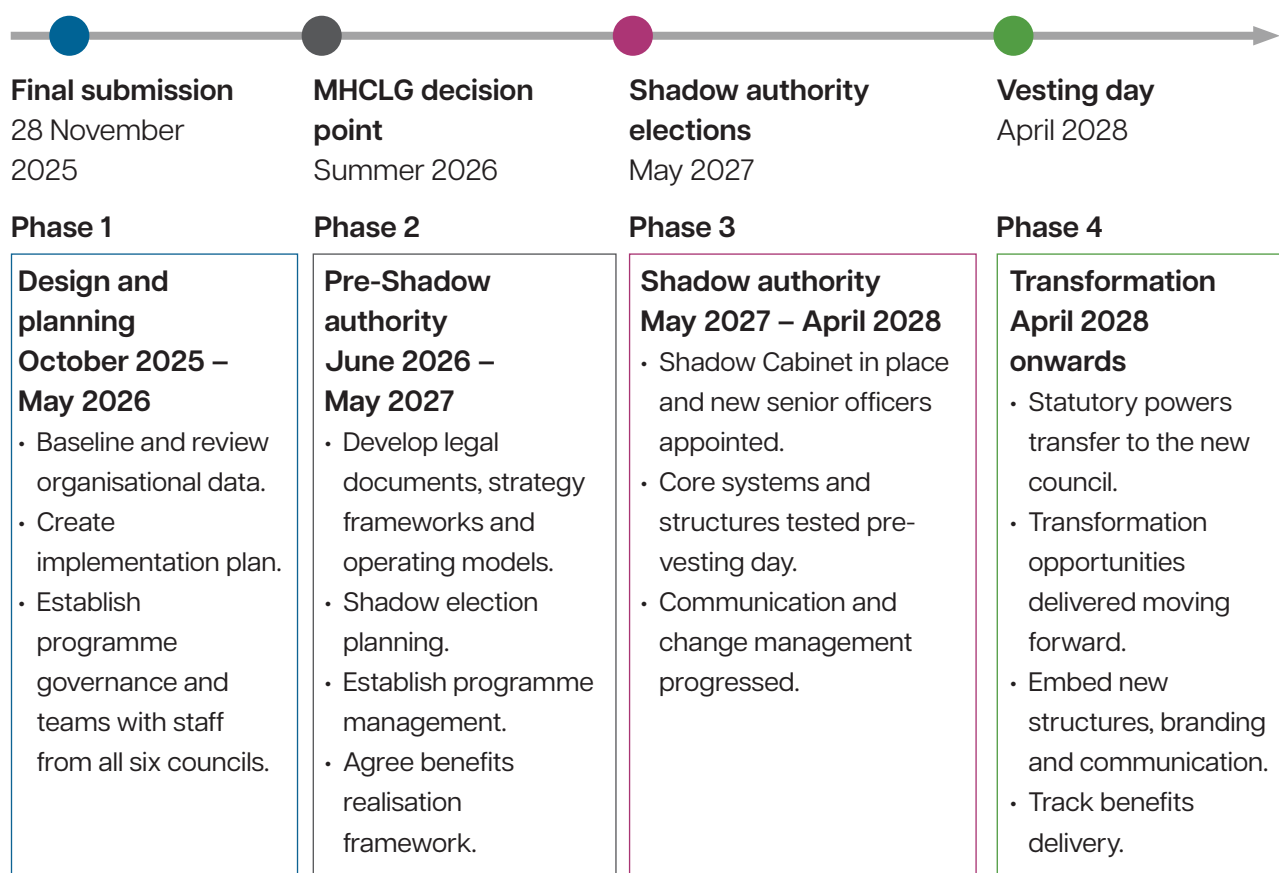 Final submission
28 November
2025
MHCLG decision
point
Summer 2026
Shadow authority
elections
May 2027
Vesting day
April 2028
Phase 1
Design and
planning
October 2025 –
May 2026
• Baseline and review
organisational data.
• Create
implementation plan.
• Establish
programme
governance and
teams with staff
from all six councils.
Phase 2
Pre-Shadow
authority
June 2026 –
May 2027
• Develop legal
documents, strategy
frameworks and
operating models.
• Shadow election
planning.
• Establish programme
management.
• Agree benefits
realisation
framework.
Phase 3
Shadow authority
May 2027 – April 2028
• Shadow Cabinet in place
and new senior officers
appointed.
• Core systems and
structures tested pre-
vesting day.
• Communication and
change management
progressed.
Phase 4
Transformation
April 2028
onwards
• Statutory powers
transfer to the new
council.
• Transformation
opportunities
delivered moving
forward.
• Embed new
structures, branding
and communication.
• Track benefits
delivery.